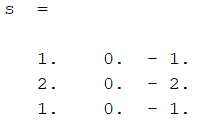 s =
1. 0. - 1.
2. 0. - 2.
1. 0. - 1.